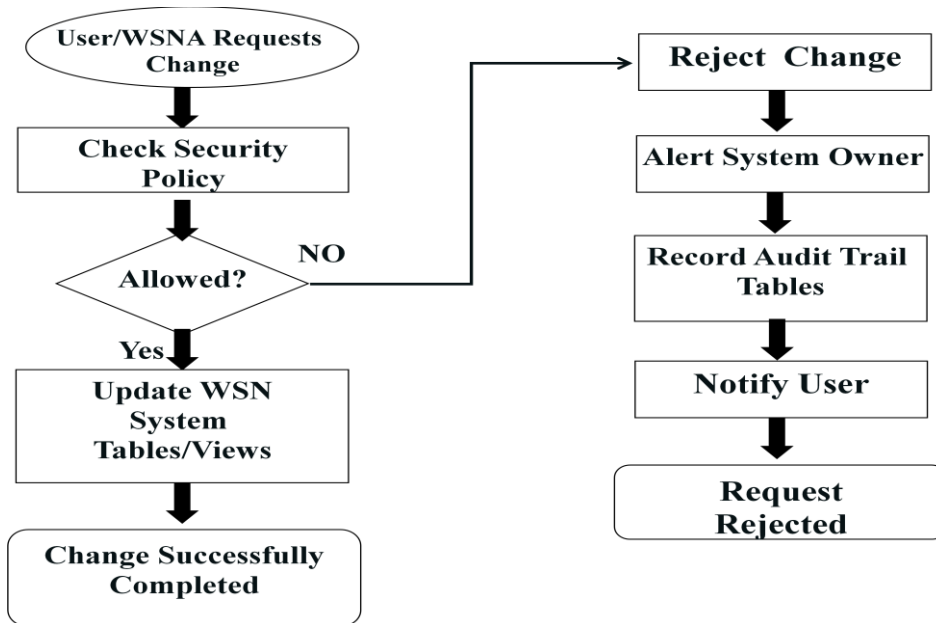 User/WSNA Requests
Change
Check Security
Policy
Allowed?
NO
Yes
Update WSN
System
Tables/Views
Change Successfully
Completed
Reject Change
Alert System Owner
Record Audit Trail
Tables
Notify User
Request
Rejected